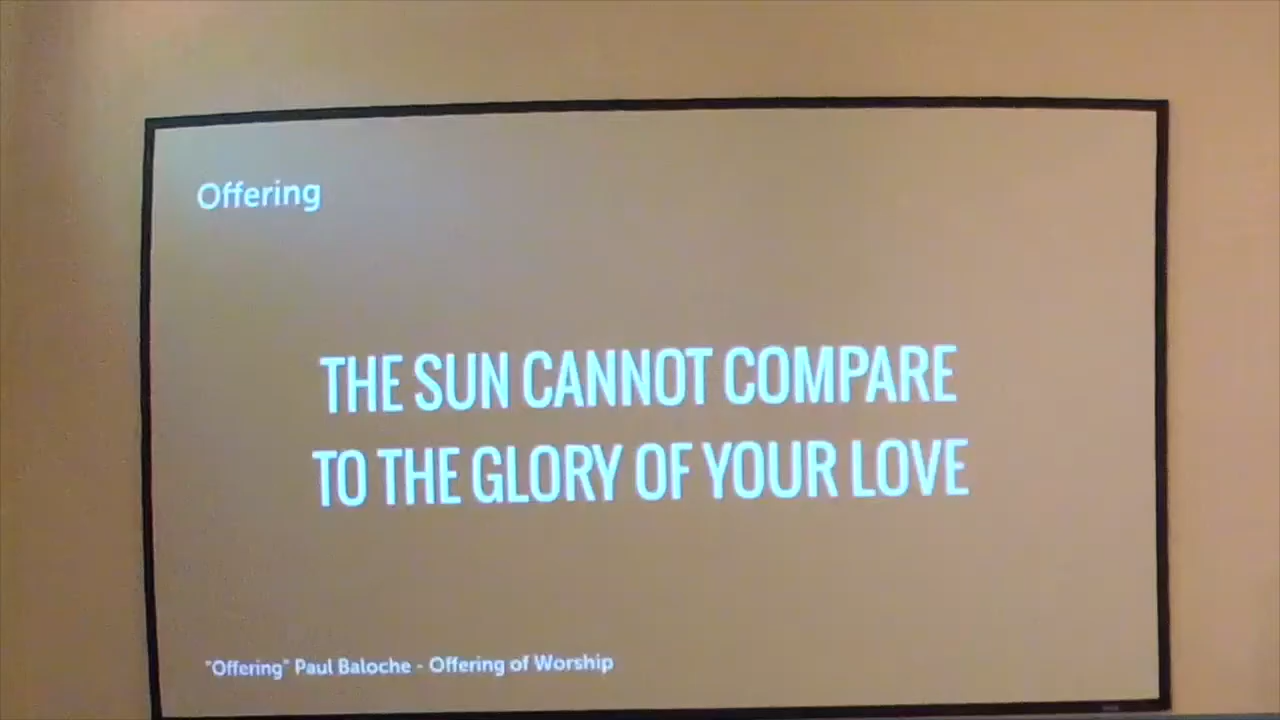 Offering
THE SUN CANNOT COMPARE
TO THE GLORY OF YOUR LOVE
"Offering" Paul Baloche - Offering of Worship